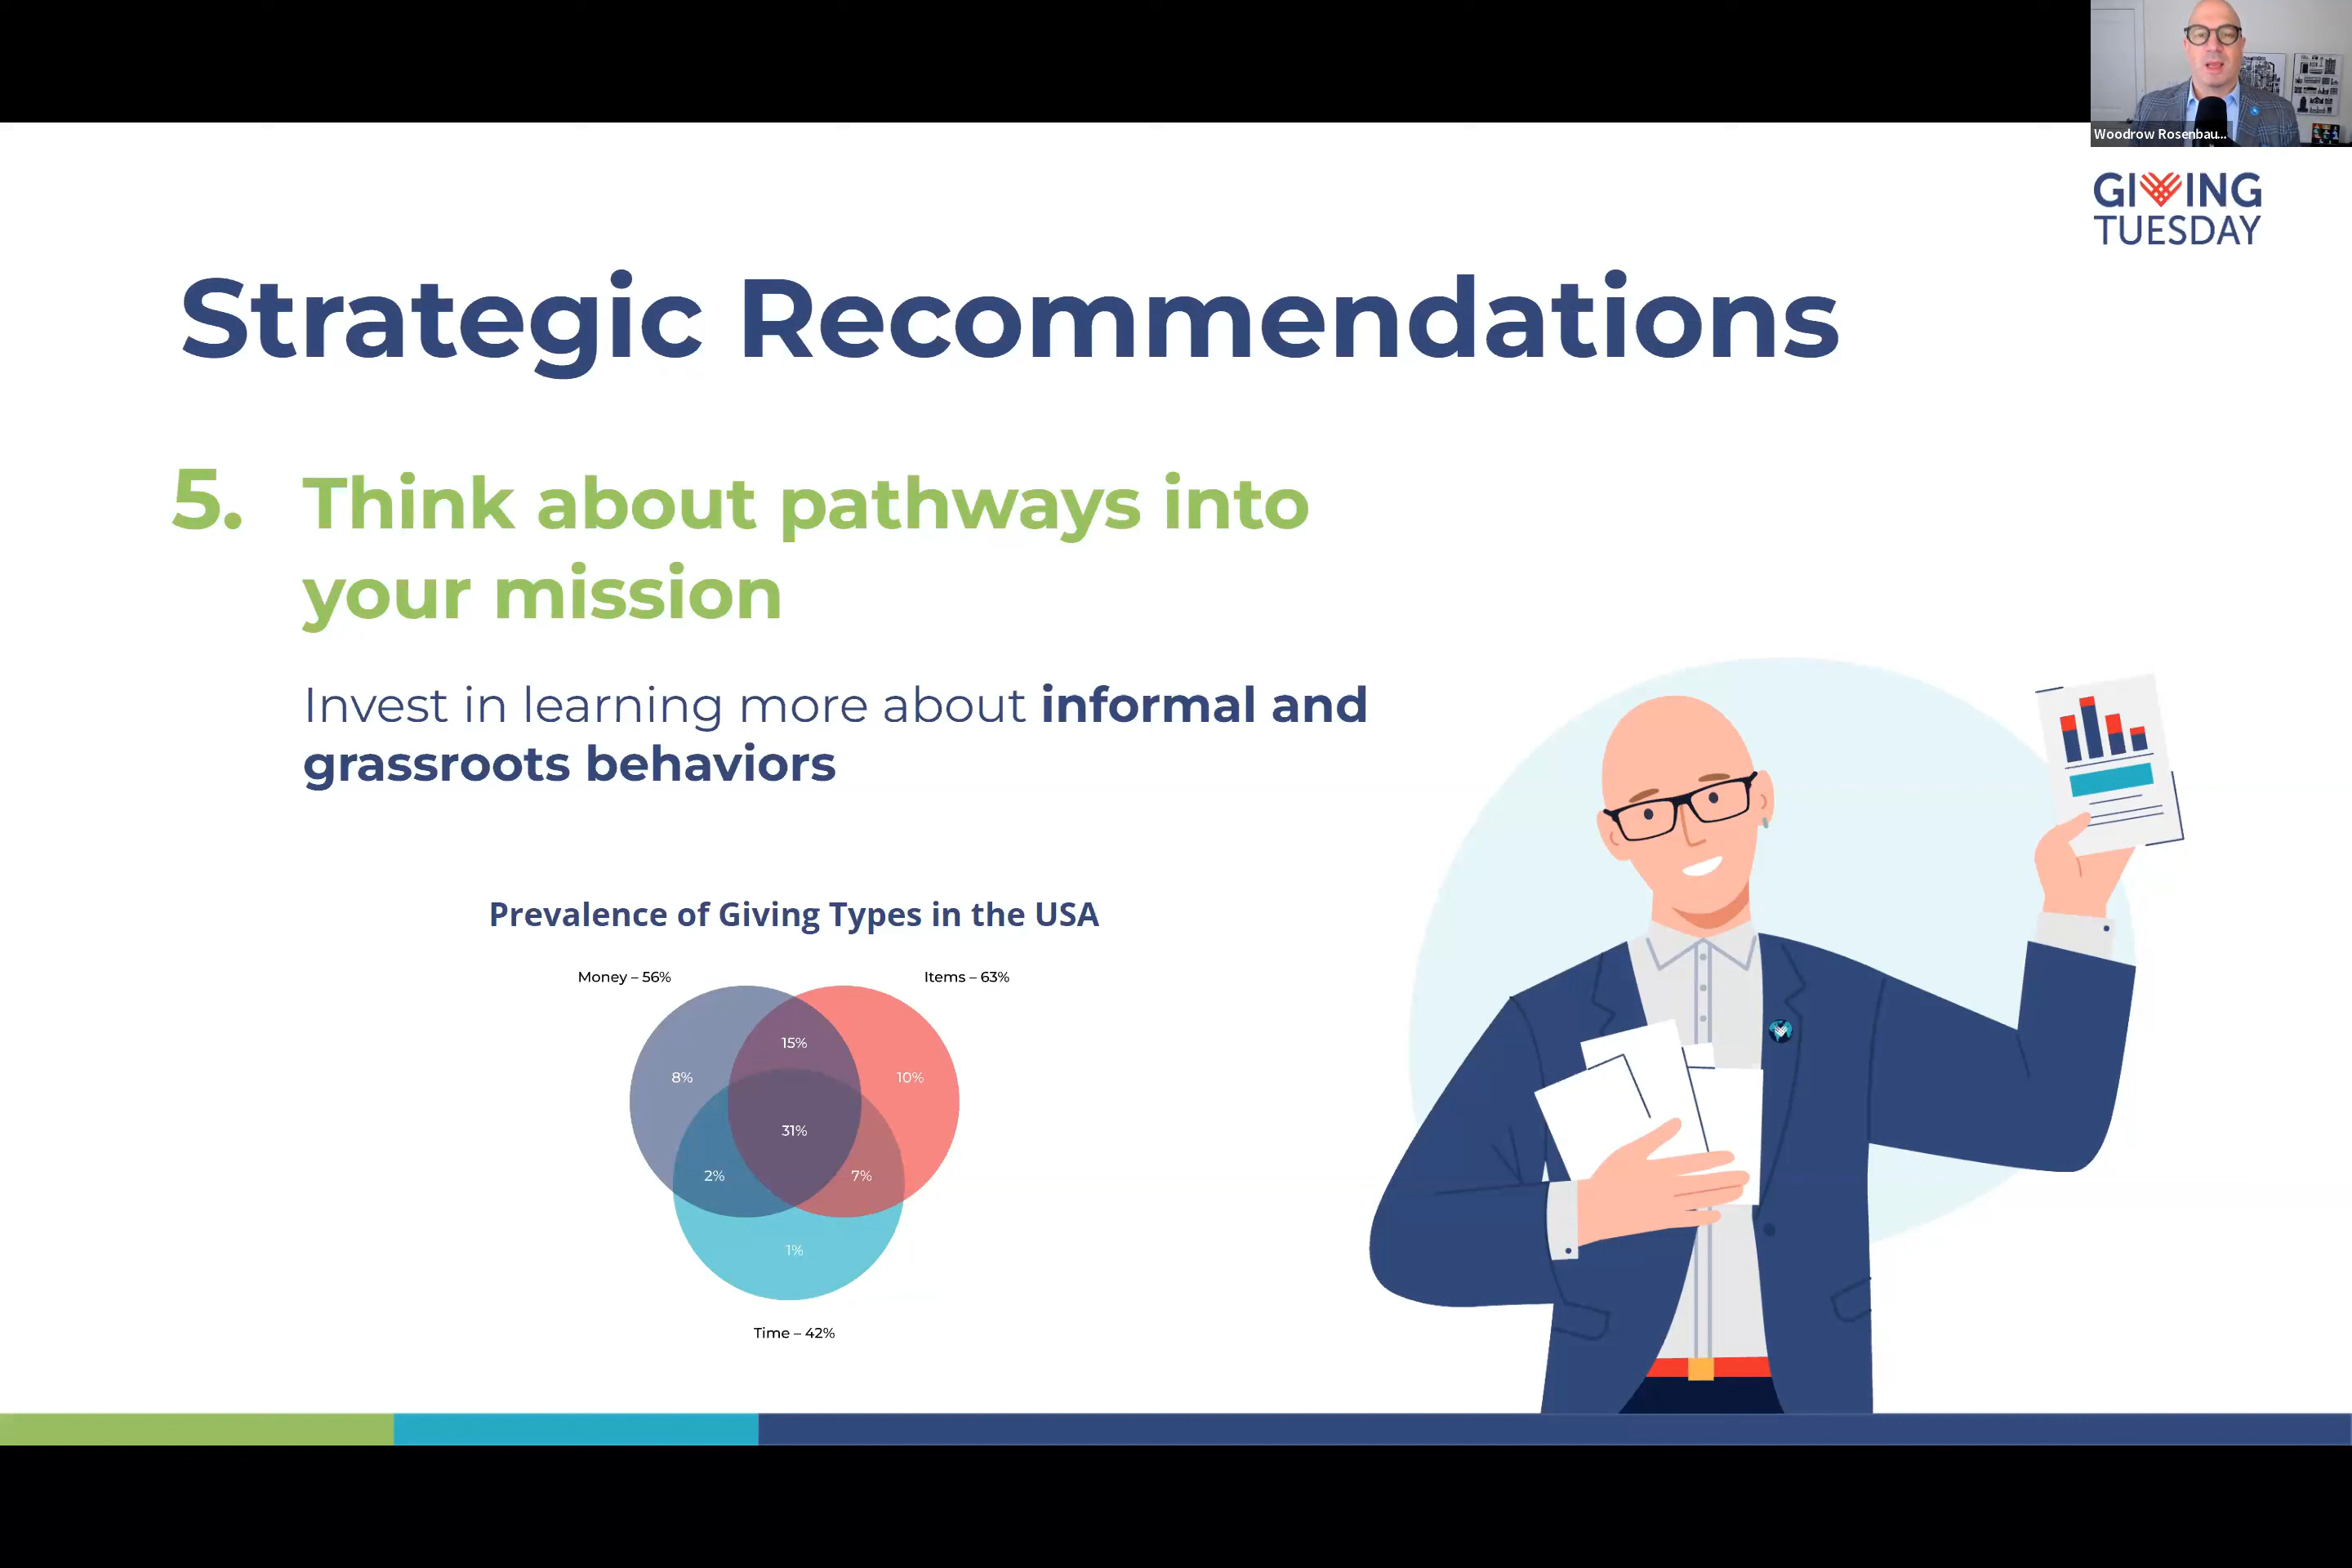 Woodrow Rosenbau...
GIVING
TUESDAY
Strategic Recommendations
5. Think about pathways into
your mission
Invest in learning more about informal and
grassroots behaviors
Prevalence of Giving Types in the USA
Money – 56%
Items – 63%
15%
8%
10%
31%
2%
7%
1%
Time – 42%